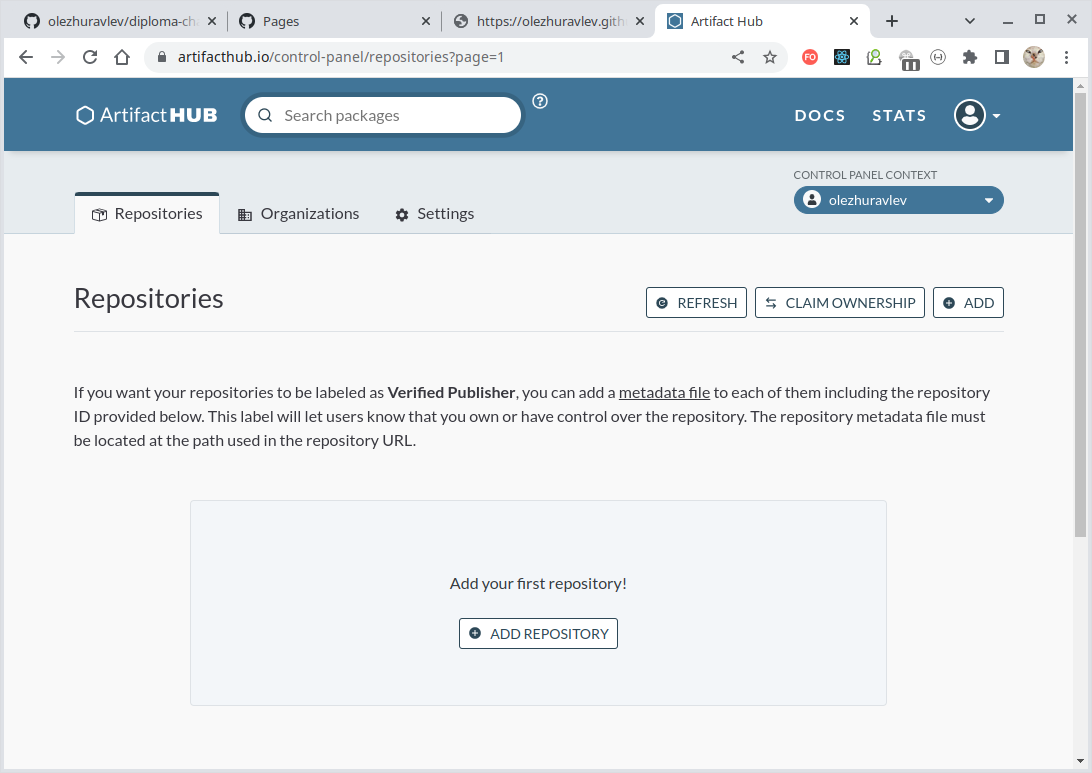 olezhuravlev/diploma-ch
Pages
https://olezhuravlev.gith
Artifact Hub
artifacthub.io/control-panel/repositories?page=1
FO
ArtifactHUB
Search packages
DOCS
STATS
CONTROL PANEL CONTEXT
olezhuravlev
Repositories
Organizations
Settings
Repositories
REFRESH
CLAIM OWNERSHIP
ADD
If you want your repositories to be labeled as Verified Publisher, you can add a metadata file to each of them including the repository
ID provided below. This label will let users know that you own or have control over the repository. The repository metadata file must
be located at the path used in the repository URL.
Add your first repository!
ADD REPOSITORY